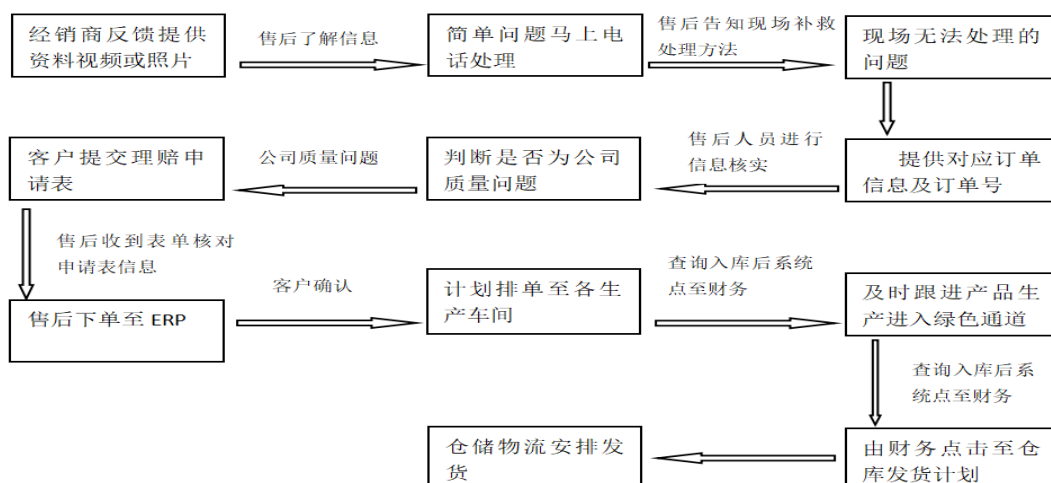 经销商反馈提供
资料视频或照片
售后了解信息
简单问题马上电
话处理
售后告知现场补救
处理方法
现场无法处理的
问题
提供对应订单
信息及订单号
售后人员进行
信息核实
判断是否为公司
质量问题
公司质量问题
客户提交理赔申
请表
售后收到表单核对
申请表信息
售后下单至 ERP
客户确认
计划排单至各生
产车间
查询入库后系统
点至财务
及时跟进产品生
产进入绿色通道
查询入库后系
统点至财务
由财务点击至仓
库发货计划
仓储物流安排发
货